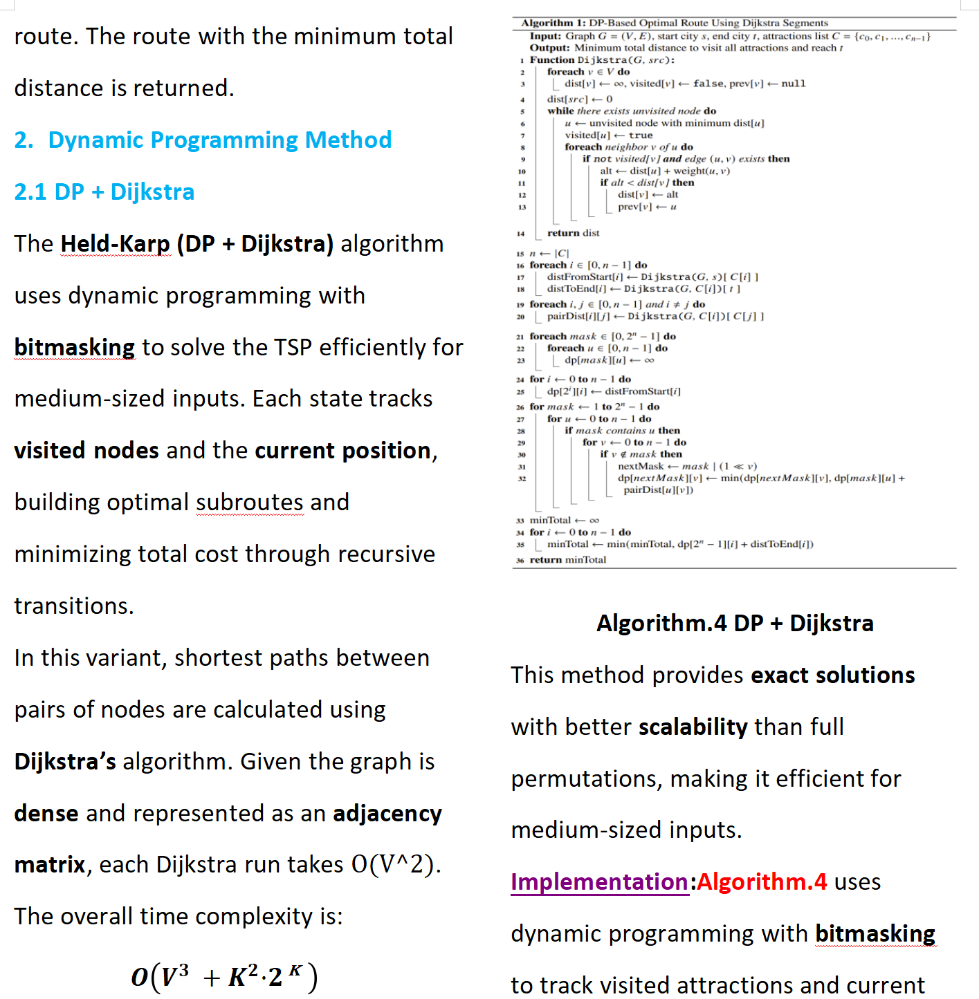 route. The route with the minimum total
distance is returned.
2. Dynamic Programming Method
2.1 DP + Dijkstra
The Held-Karp (DP + Dijkstra) algorithm
uses dynamic programming with
bitmasking to solve the TSP efficiently for
medium-sized inputs. Each state tracks
visited nodes and the current position,
building optimal subroutes and
minimizing total cost through recursive
transitions.
In this variant, shortest paths between
pairs of nodes are calculated using
Dijkstra’s algorithm. Given the graph is
dense and represented as an adjacency
matrix, each Dijkstra run takes O(V^2).
The overall time complexity is:
O(V³ + K²·2^K)
Algorithm 1: DP-Based Optimal Route Using Dijkstra Segments
Input: Graph G = (V, E), start city s, end city t, attractions list C = {c₀, c₁, ..., cₙ₋₁}
Output: Minimum total distance to visit all attractions and reach t
1 Function Dijkstra(G, src):
2 foreach v ∈ V do
3 dist[v] ← ∞, visited[v] ← false, prev[v] ← null
4 dist[src] ← 0
5 while there exists unvisited node do
6 u ← unvisited node with minimum dist[u]
7 visited[u] ← true
8 foreach neighbor v of u do
9 if not visited[v] and edge (u, v) exists then
10 alt ← dist[u] + weight(u, v)
11 if alt < dist[v] then
12 dist[v] ← alt
13 prev[v] ← u
14 return dist
15 n ← |C|
16 foreach i ∈ [0, n − 1] do
17 distFromStart[i] ← Dijkstra(G, s)[ C[i] ]
18 distToEnd[i] ← Dijkstra(G, C[i])[ t ]
19 foreach i, j ∈ [0, n − 1] and i ≠ j do
20 pairDist[i][j] ← Dijkstra(G, C[i])[ C[j] ]
21 foreach mask ∈ [0, 2ⁿ − 1] do
22 foreach u ∈ [0, n − 1] do
23 dp[mask][u] ← ∞
24 for i ← 0 to n − 1 do
25 dp[2ⁱ][i] ← distFromStart[i]
26 for mask ← 1 to 2ⁿ − 1 do
27 for u ← 0 to n − 1 do
28 if mask contains u then
29 for v ← 0 to n − 1 do
30 if v ∉ mask then
31 nextMask ← mask | (1 ≪ v)
32 dp[nextMask][v] ← min(dp[nextMask][v], dp[mask][u] +
pairDist[u][v])
33 minTotal ← ∞
34 for i ← 0 to n − 1 do
35 minTotal ← min(minTotal, dp[2ⁿ − 1][i] + distToEnd[i])
36 return minTotal
Algorithm.4 DP + Dijkstra
This method provides exact solutions
with better scalability than full
permutations, making it efficient for
medium-sized inputs.
Implementation:Algorithm.4 uses
dynamic programming with bitmasking
to track visited attractions and current